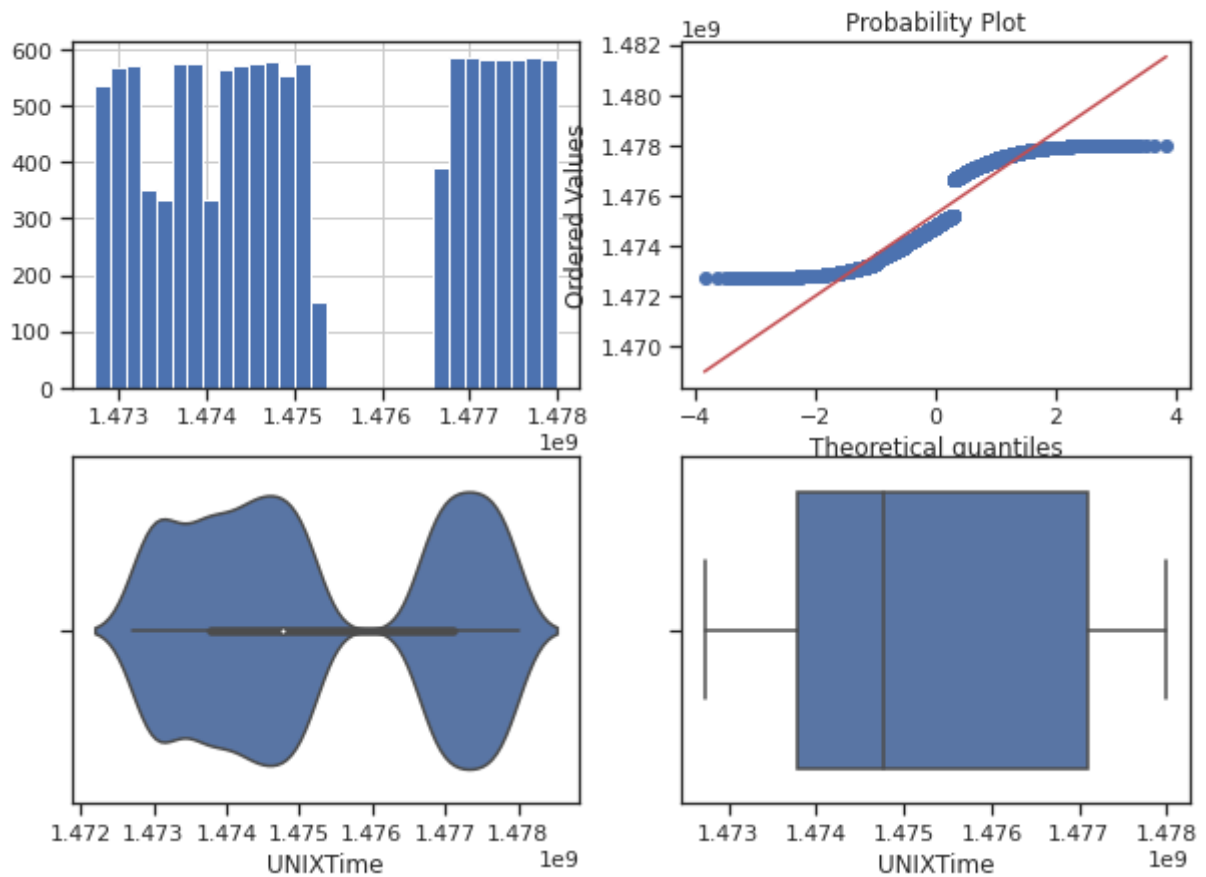 600
500
400
300
200
100
0
1.473 1.474 1.475 1.476 1.477 1.478
1e9
Probability Plot
1e9
1.482
1.480
1.478
1.476
1.474
1.472
1.470
Ordered Values
−4 −2 0 2 4
Theoretical quantiles
1.472 1.473 1.474 1.475 1.476 1.477 1.478
UNIXTime
1e9
1.473 1.474 1.475 1.476 1.477 1.478
UNIXTime
1e9